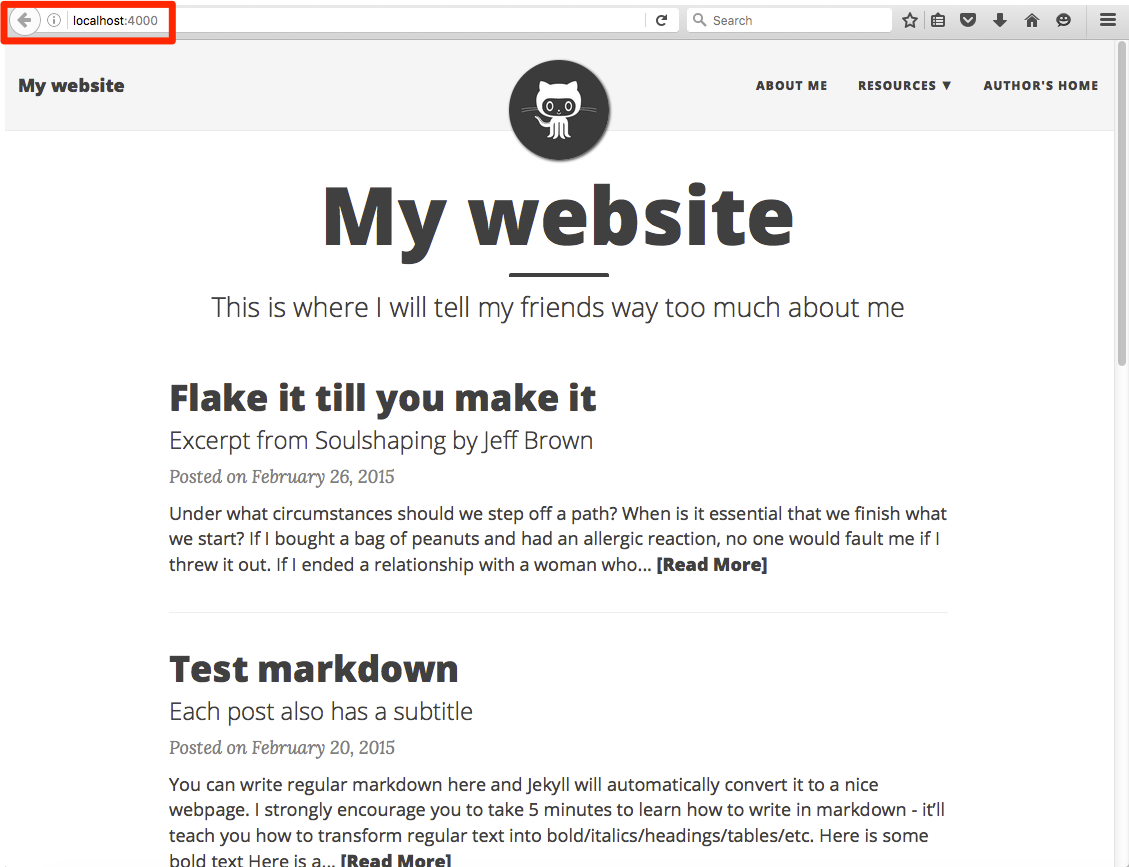 localhost:4000
Search
My website
ABOUT ME
RESOURCES ▼
AUTHOR'S HOME
My website
This is where I will tell my friends way too much about me
Flake it till you make it
Excerpt from Soulshaping by Jeff Brown
Posted on February 26, 2015
Under what circumstances should we step off a path? When is it essential that we finish what
we start? If I bought a bag of peanuts and had an allergic reaction, no one would fault me if I
threw it out. If I ended a relationship with a woman who... [Read More]
Test markdown
Each post also has a subtitle
Posted on February 20, 2015
You can write regular markdown here and Jekyll will automatically convert it to a nice
webpage. I strongly encourage you to take 5 minutes to learn how to write in markdown - it’ll
teach you how to transform regular text into bold/italics/headings/tables/etc. Here is some
bold text Here is a... [Read More]